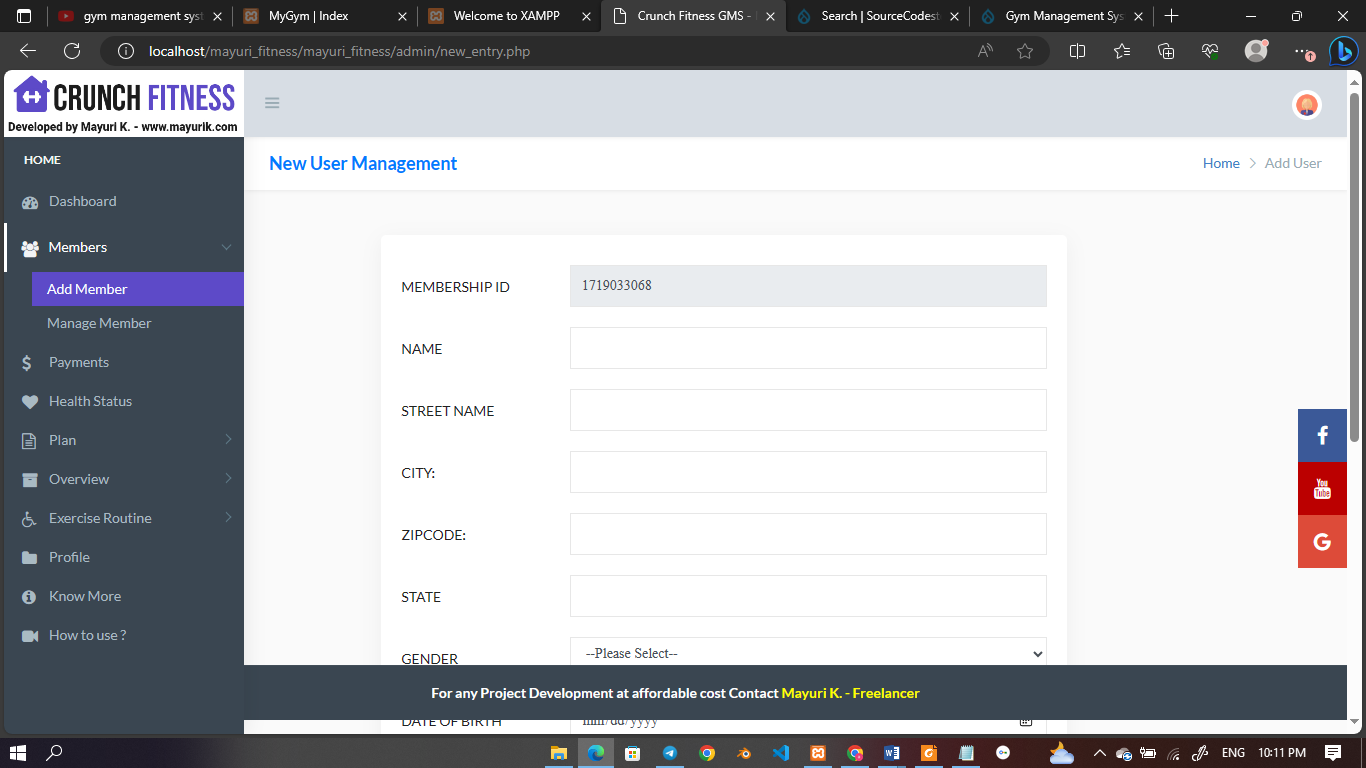 gym management syst
MyGym | Index
Welcome to XAMPP
Crunch Fitness GMS -
Search | SourceCodest
Gym Management Sys
localhost/mayuri_fitness/mayuri_fitness/admin/new_entry.php
CRUNCH FITNESS
Developed by Mayuri K. - www.mayurik.com
HOME
Dashboard
Members
Add Member
Manage Member
Payments
Health Status
Plan
Overview
Exercise Routine
Profile
Know More
How to use ?
New User Management
Home > Add User
MEMBERSHIP ID 1719033068
NAME
STREET NAME
CITY:
ZIPCODE:
STATE
GENDER --Please Select--
For any Project Development at affordable cost Contact Mayuri K. - Freelancer
DATE OF BIRTH mm/dd/yyyy
You Tube
ENG 10:11 PM